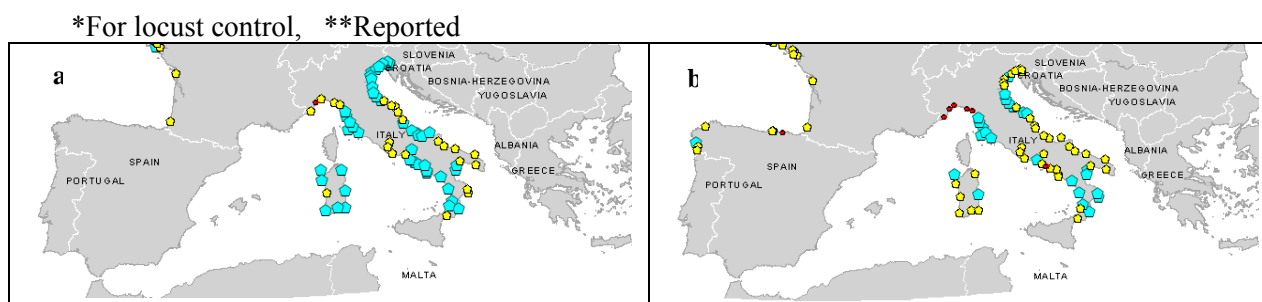 *For locust control, **Reported
a
SLOVENIA
CROATIA
BOSNIA-HERZEGOVINA
YUGOSLAVIA
ITALY
ALBANIA
SPAIN
GREECE
PORTUGAL
MALTA
b
SLOVENIA
CROATIA
BOSNIA-HERZEGOVINA
YUGOSLAVIA
ITALY
ALBANIA
SPAIN
GREECE
PORTUGAL
MALTA